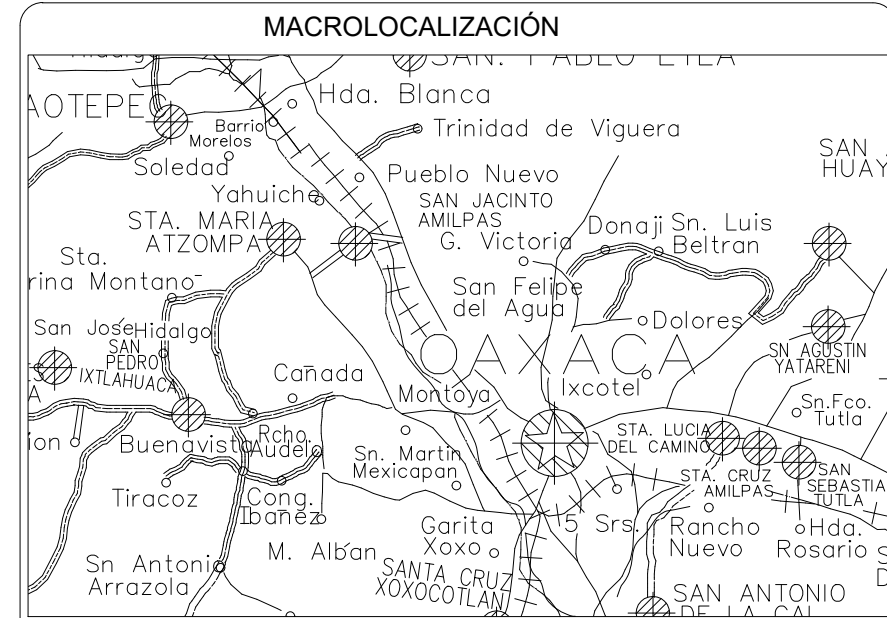 MACROLOCALIZACIÓN
SAN. PABLO ETLA
Hda. Blanca
Barrio
Morelos
Trinidad de Viguera
Soledad
Pueblo Nuevo
SAN
HUAY
Yahuiche
SAN JACINTO
AMILPAS
STA. MARIA
ATZOMPA
G. Victoria
Donaji
Sn. Luis
Beltran
Sta.
rina Montano
San Felipe
del Agua
San José
Hidalgo
Dolores
SAN
PEDRO
IXTLAHUACA
OAXACA
SN AGUSTIN
YATARENI
Cañada
Montoya
Ixcotel
Sn.Fco.
Tutla
ion
Buenavista
Rcho.
Audelo
Sn. Martin
Mexicapan
STA. LUCIA
DEL CAMINO
STA. CRUZ
AMILPAS
SAN
SEBASTIA
TUTLA
Tiracoz
Cong.
Ibañez
5 Srs.
Garita
Xoxo
Rancho
Nuevo
Hda.
Rosario
M. Albán
Sn Antonio
Arrazola
SANTA CRUZ
XOXOCOTLAN
SAN ANTONIO
DE LA CAL